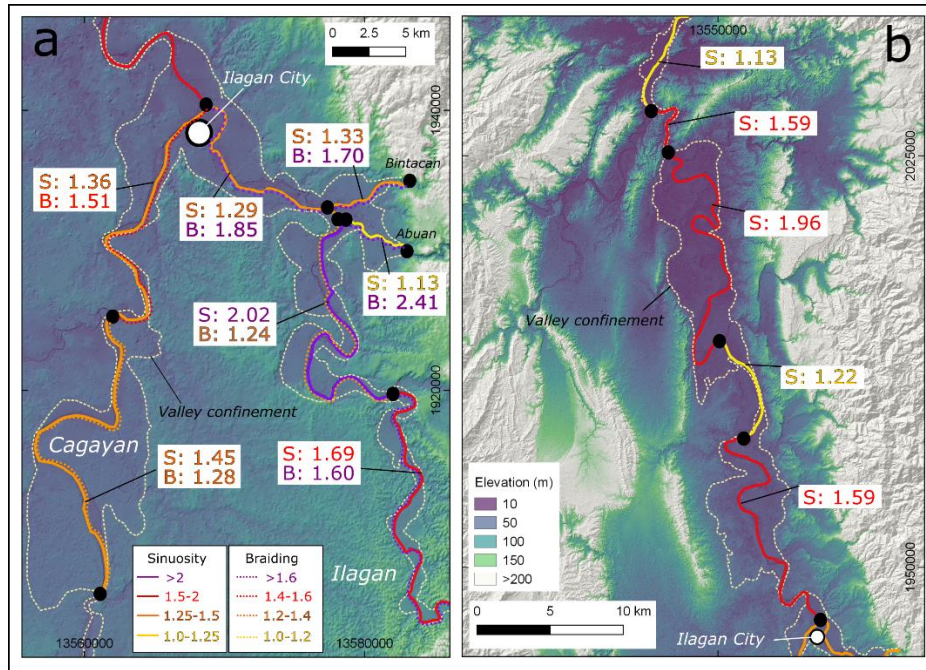 a
0 2.5 5 km
Ilagan City
1940000
S: 1.33
B: 1.70
Bintacan
S: 1.36
B: 1.51
S: 1.29
B: 1.85
Abuan
S: 1.13
B: 2.41
S: 2.02
B: 1.24
Valley confinement
1920000
Cagayan
S: 1.45
B: 1.28
S: 1.69
B: 1.60
Ilagan
Sinuosity
>2
1.5-2
1.25-1.5
1.0-1.25
Braiding
>1.6
1.4-1.6
1.2-1.4
1.0-1.2
13560000
13580000
b
13550000
S: 1.13
S: 1.59
2025000
S: 1.96
Valley confinement
S: 1.22
Elevation (m)
10
50
100
150
>200
S: 1.59
0 5 10 km
1950000
Ilagan City